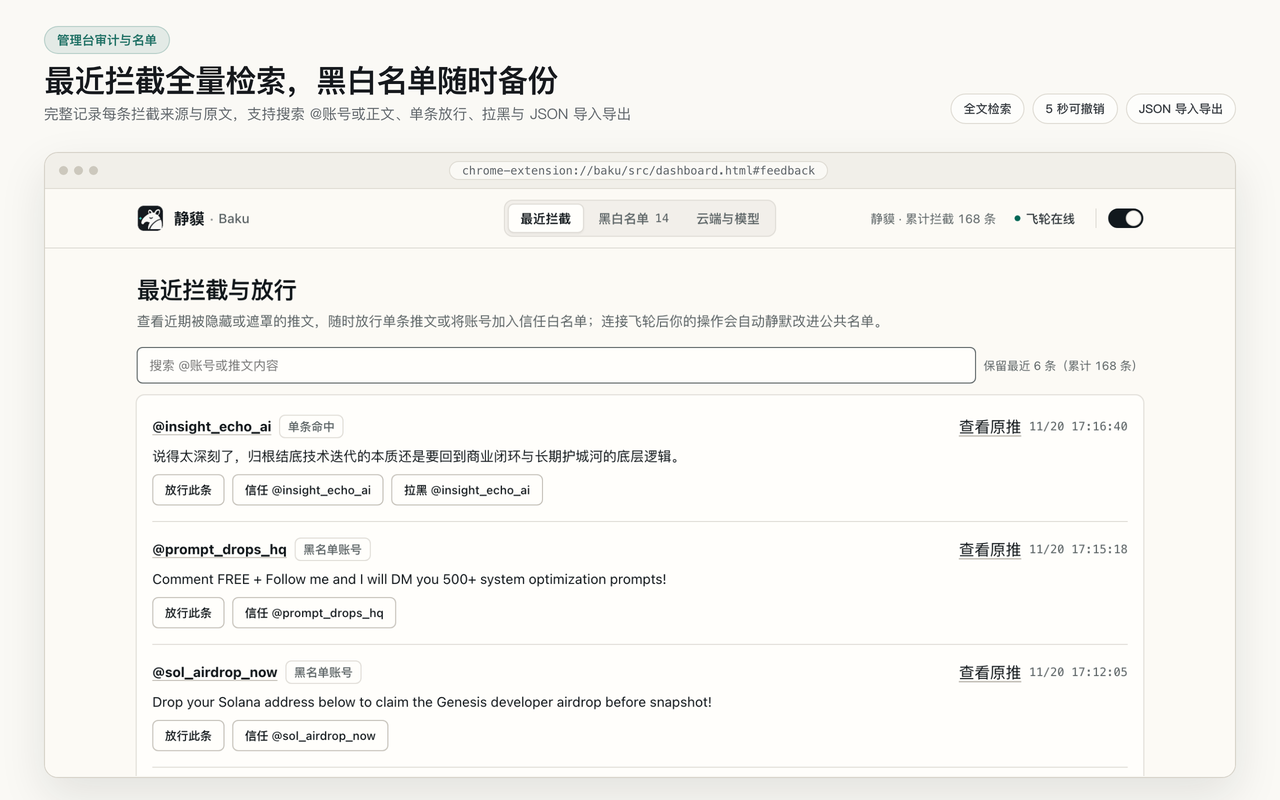 管理台审计与名单
最近拦截全量检索，黑白名单随时备份
完整记录每条拦截来源与原文，支持搜索 @账号或正文、单条放行、拉黑与 JSON 导入导出
全文检索
5 秒可撤销
JSON 导入导出
chrome-extension://baku/src/dashboard.html#feedback
静貘 · Baku
最近拦截
黑白名单 14
云端与模型
静貘 · 累计拦截 168 条
飞轮在线
最近拦截与放行
查看近期被隐藏或遮罩的推文，随时放行单条推文或将账号加入信任白名单；连接飞轮后你的操作会自动静默改进公共名单。
搜索 @账号或推文内容
保留最近 6 条（累计 168 条）
@insight_echo_ai 单条命中
查看原推 11/20 17:16:40
说得太深刻了，归根结底技术迭代的本质还是要回到商业闭环与长期护城河的底层逻辑。
放行此条
信任 @insight_echo_ai
拉黑 @insight_echo_ai
@prompt_drops_hq 黑名单账号
查看原推 11/20 17:15:18
Comment FREE + Follow me and I will DM you 500+ system optimization prompts!
放行此条
信任 @prompt_drops_hq
@sol_airdrop_now 黑名单账号
查看原推 11/20 17:12:05
Drop your Solana address below to claim the Genesis developer airdrop before snapshot!
放行此条
信任 @sol_airdrop_now